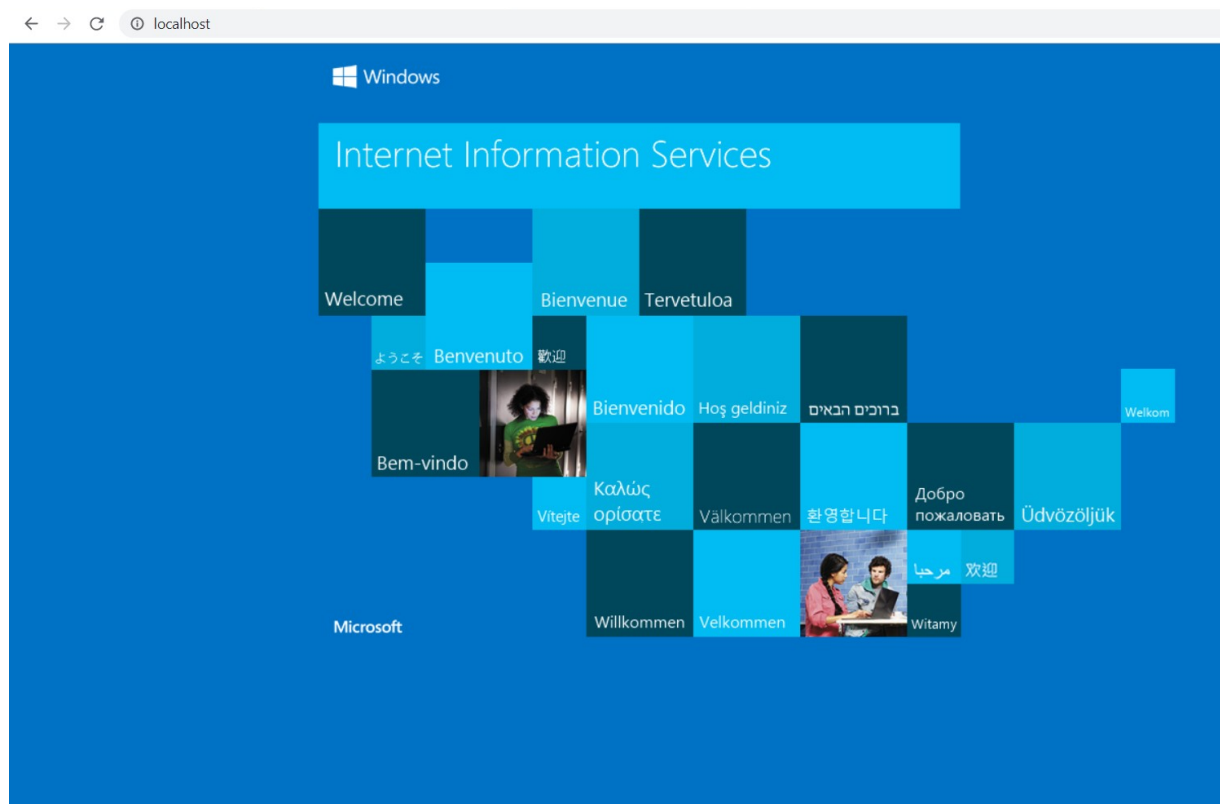 localhost
Windows
Internet Information Services
Welcome
Bienvenue
Tervetuloa
ようこそ
Benvenuto
歡迎
Bienvenido
Hoş geldiniz
ברוכים הבאים
Welkom
Bem-vindo
Vítejte
Καλώς
ορίσατε
Välkommen
환영합니다
Добро
пожаловать
Üdvözöljük
مرحبا
欢迎
Willkommen
Velkommen
Witamy
Microsoft